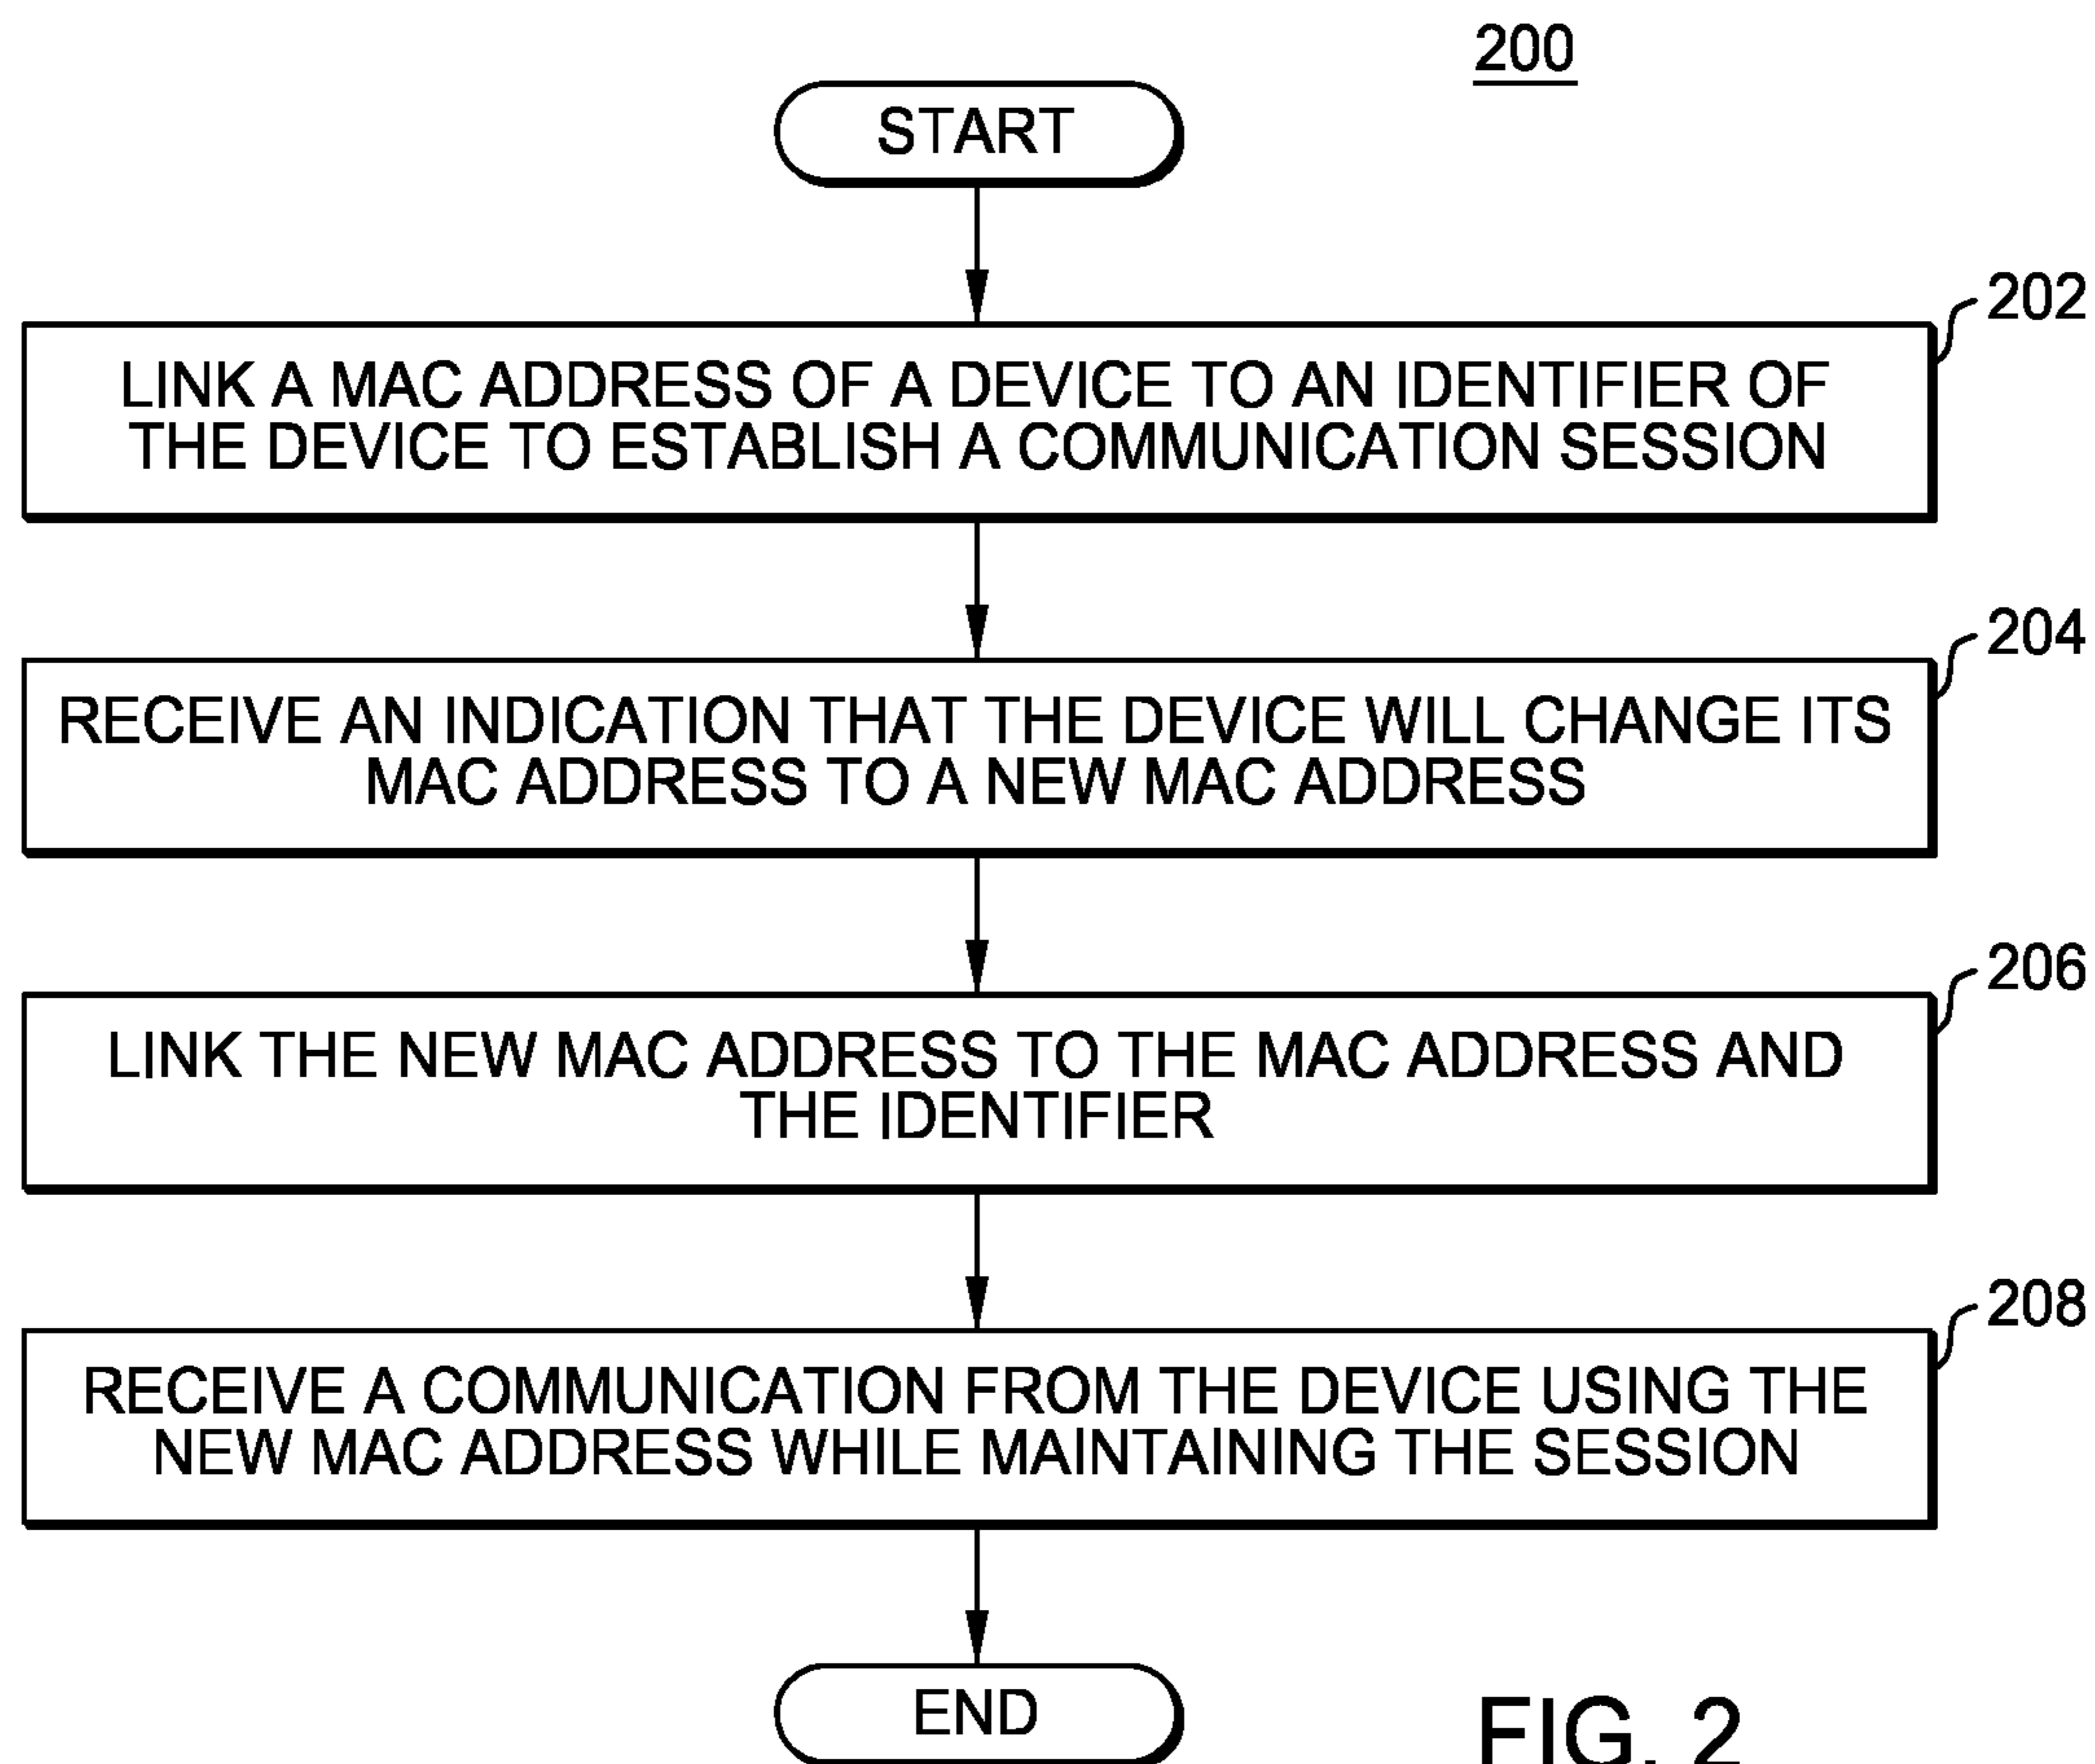 200
START
202
LINK A MAC ADDRESS OF A DEVICE TO AN IDENTIFIER OF
THE DEVICE TO ESTABLISH A COMMUNICATION SESSION
204
RECEIVE AN INDICATION THAT THE DEVICE WILL CHANGE ITS
MAC ADDRESS TO A NEW MAC ADDRESS
206
LINK THE NEW MAC ADDRESS TO THE MAC ADDRESS AND
THE IDENTIFIER
208
RECEIVE A COMMUNICATION FROM THE DEVICE USING THE
NEW MAC ADDRESS WHILE MAINTAINING THE SESSION
END
FIG. 2